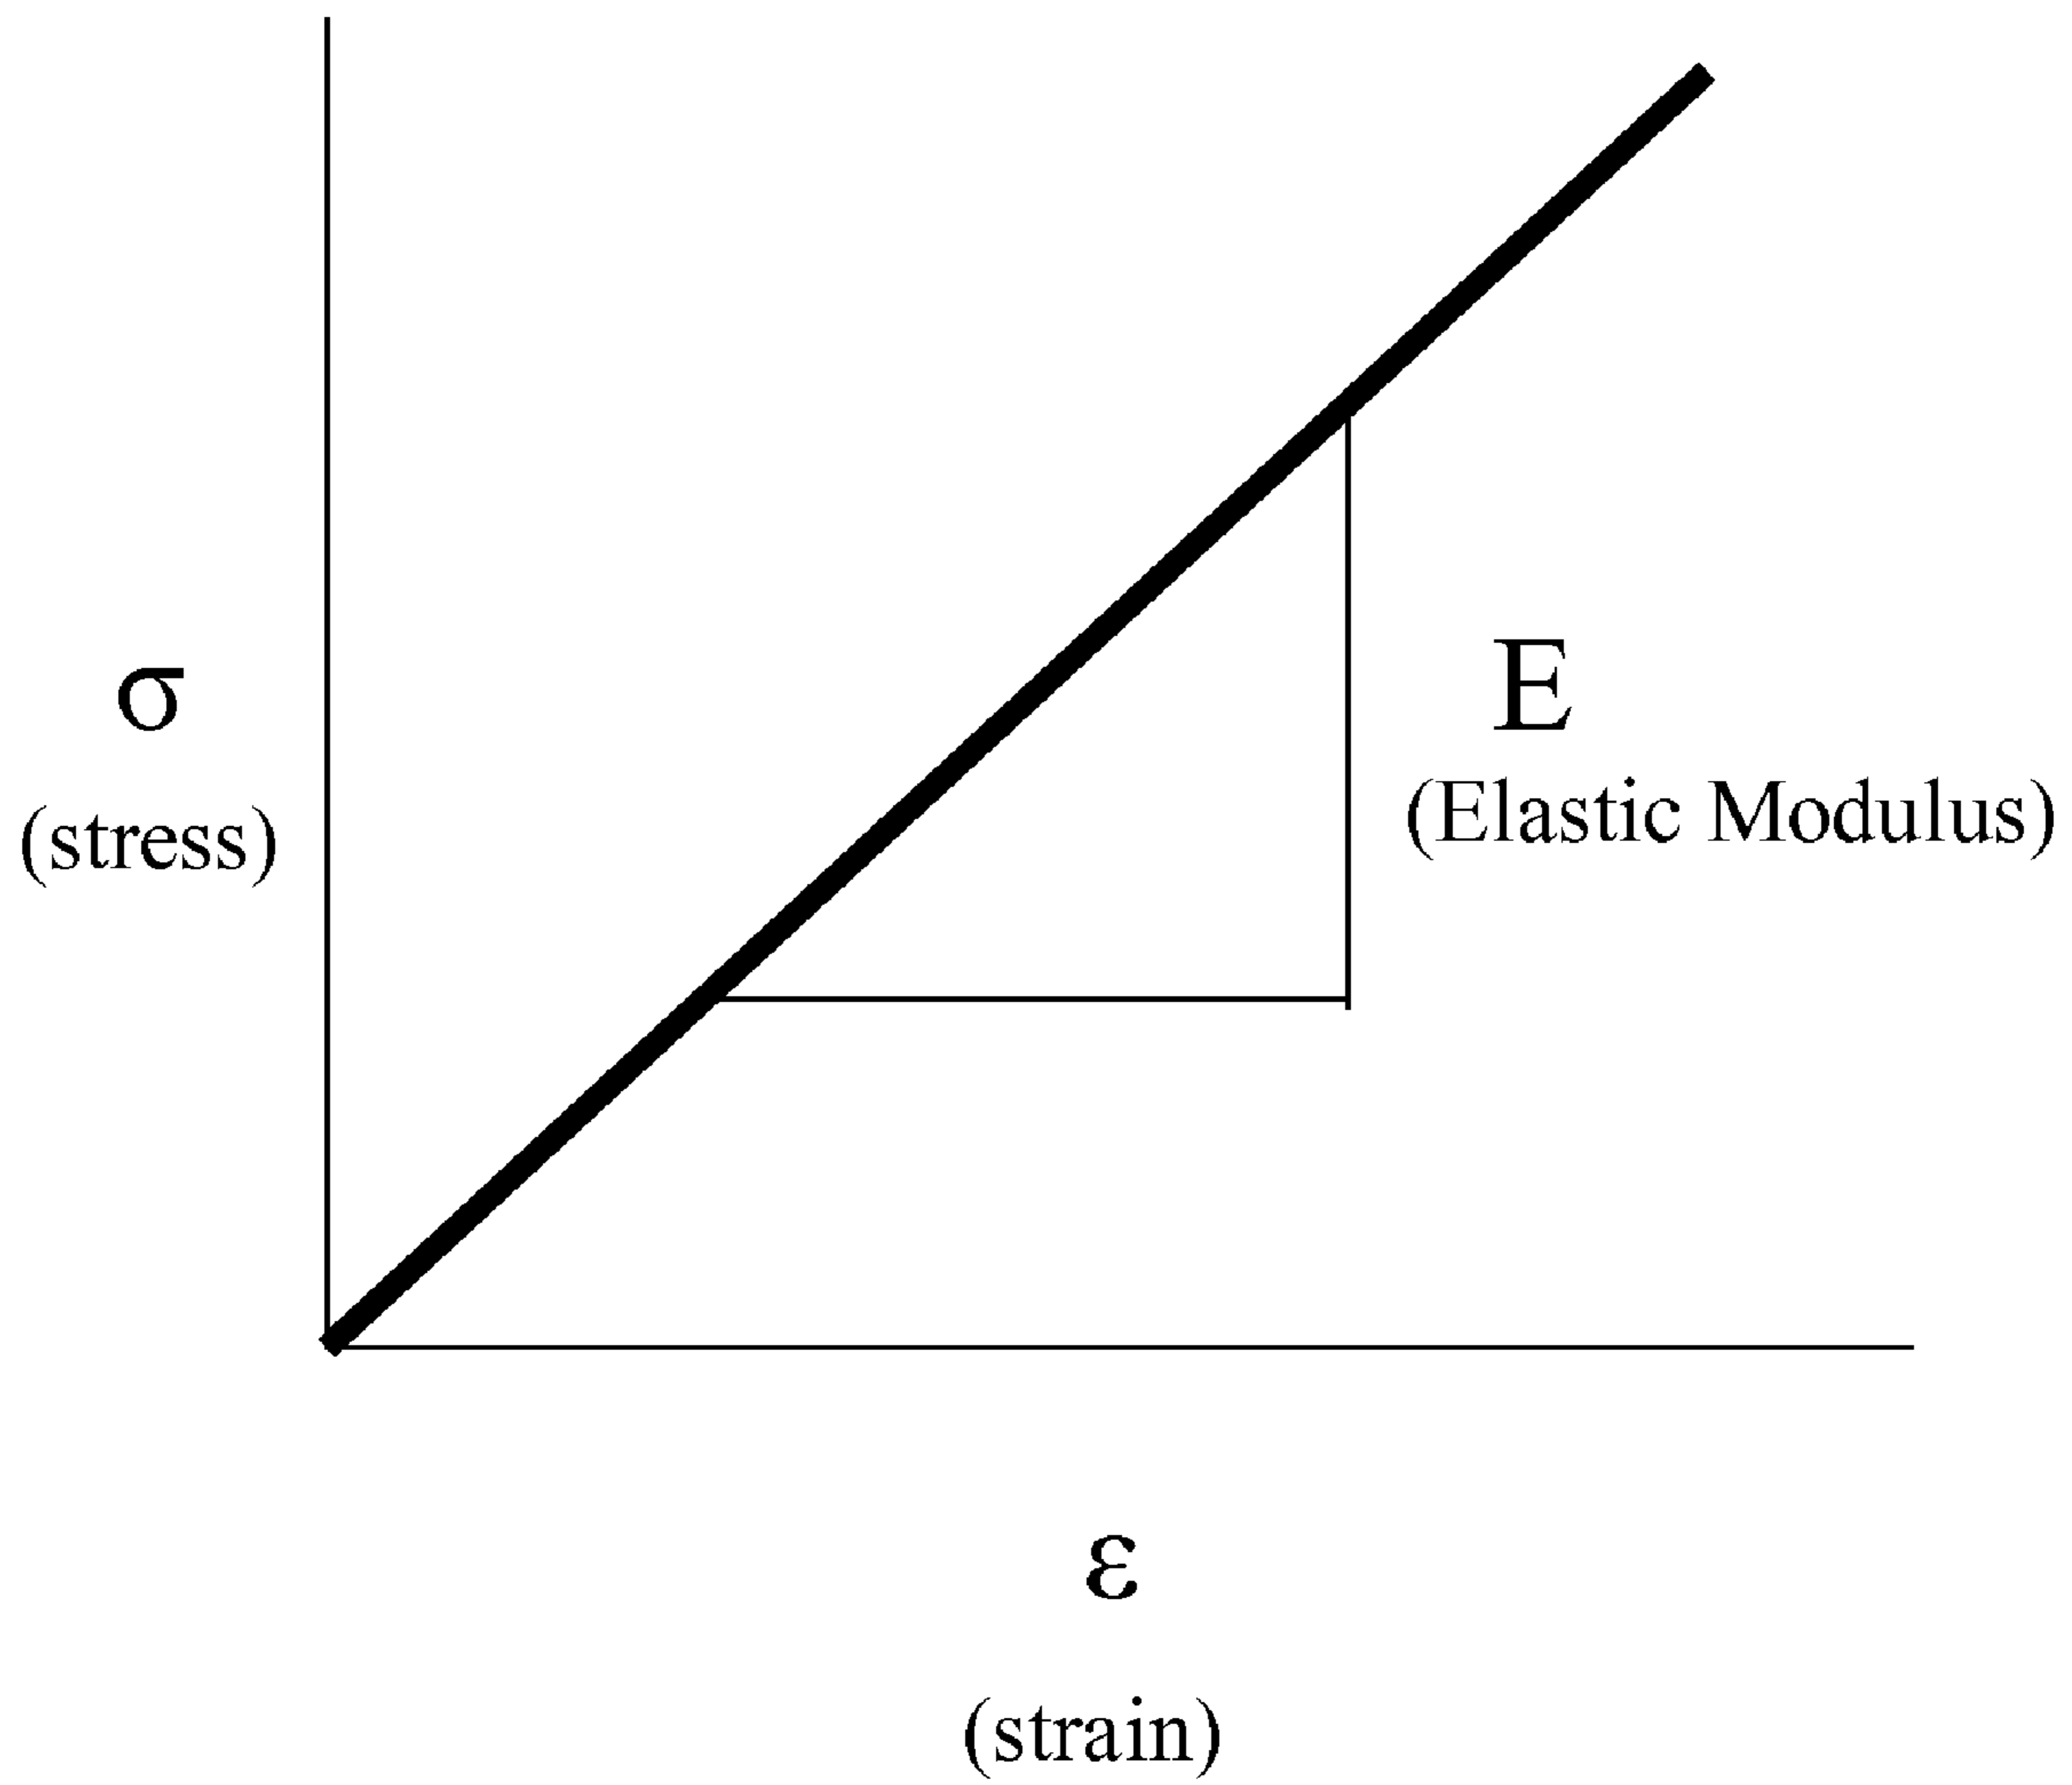 σ
(stress)
E
(Elastic Modulus)
ε
(strain)